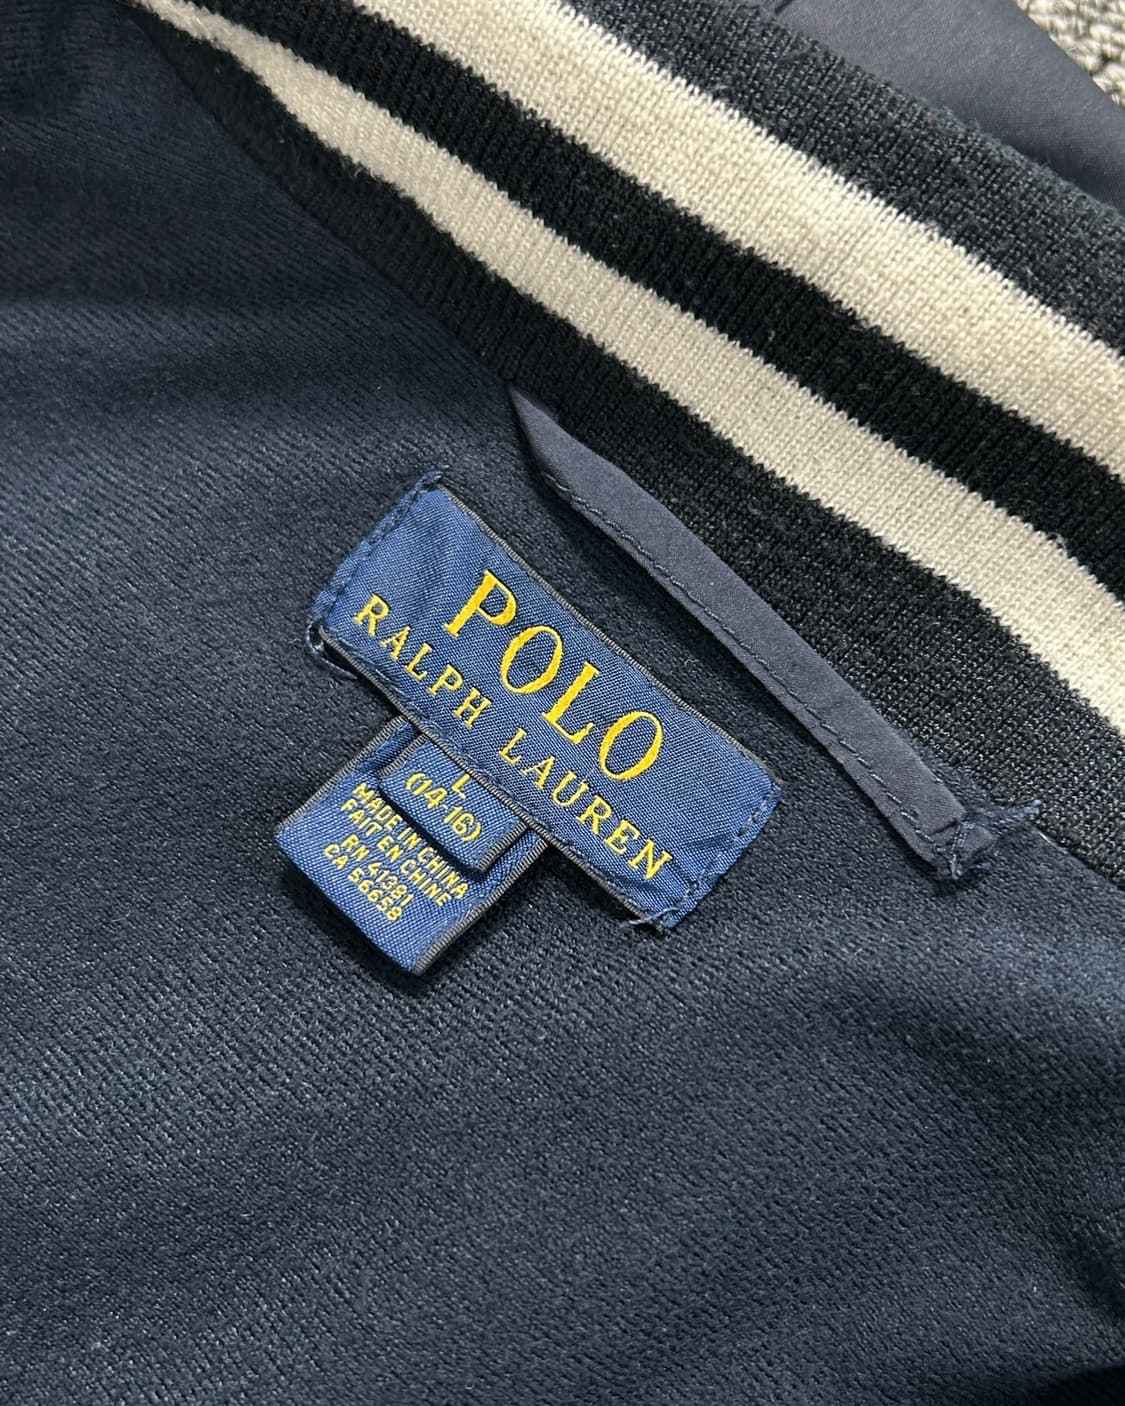 POLO
RALPH LAUREN
L
(14-16)
MADE IN CHINA
FAIT EN CHINE
RN 41381
CA 56658